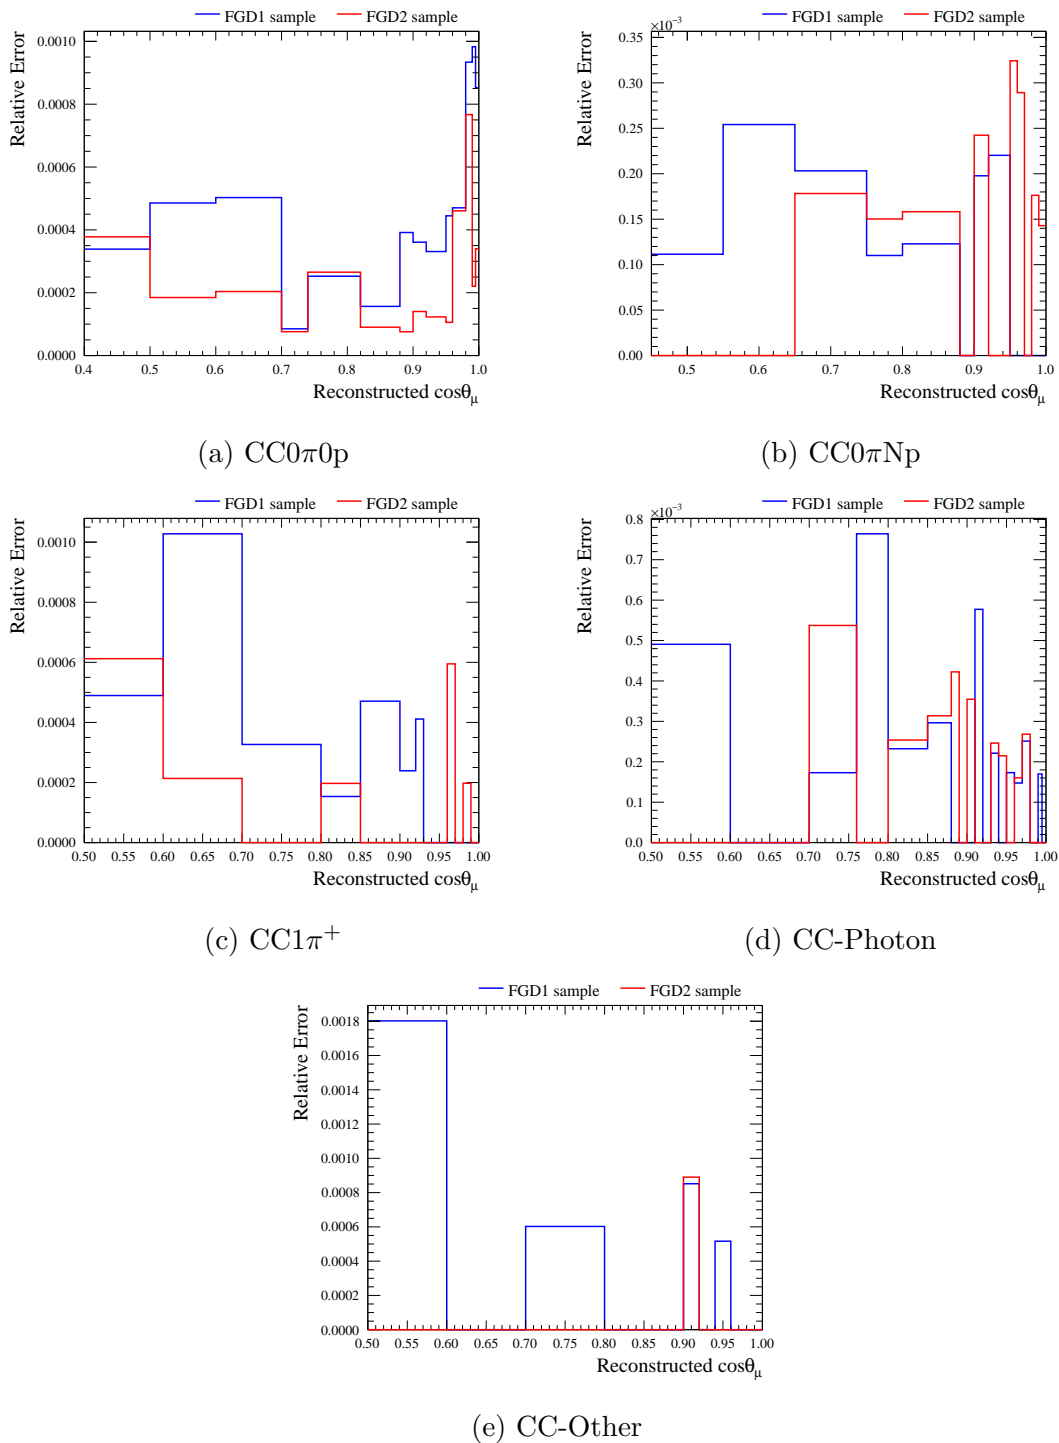 FGD1 sample FGD2 sample
Relative Error
0.0010
0.0008
0.0006
0.0004
0.0002
0.0000
0.4 0.5 0.6 0.7 0.8 0.9 1.0
Reconstructed cosθμ
(a) CC0π0p
FGD1 sample FGD2 sample
×10⁻³
Relative Error
0.35
0.30
0.25
0.20
0.15
0.10
0.05
0.00
0.5 0.6 0.7 0.8 0.9 1.0
Reconstructed cosθμ
(b) CC0πNp
FGD1 sample FGD2 sample
Relative Error
0.0010
0.0008
0.0006
0.0004
0.0002
0.0000
0.50 0.55 0.60 0.65 0.70 0.75 0.80 0.85 0.90 0.95 1.00
Reconstructed cosθμ
(c) CC1π⁺
FGD1 sample FGD2 sample
×10⁻³
Relative Error
0.8
0.7
0.6
0.5
0.4
0.3
0.2
0.1
0.0
0.50 0.55 0.60 0.65 0.70 0.75 0.80 0.85 0.90 0.95 1.00
Reconstructed cosθμ
(d) CC-Photon
FGD1 sample FGD2 sample
Relative Error
0.0018
0.0016
0.0014
0.0012
0.0010
0.0008
0.0006
0.0004
0.0002
0.0000
0.50 0.55 0.60 0.65 0.70 0.75 0.80 0.85 0.90 0.95 1.00
Reconstructed cosθμ
(e) CC-Other